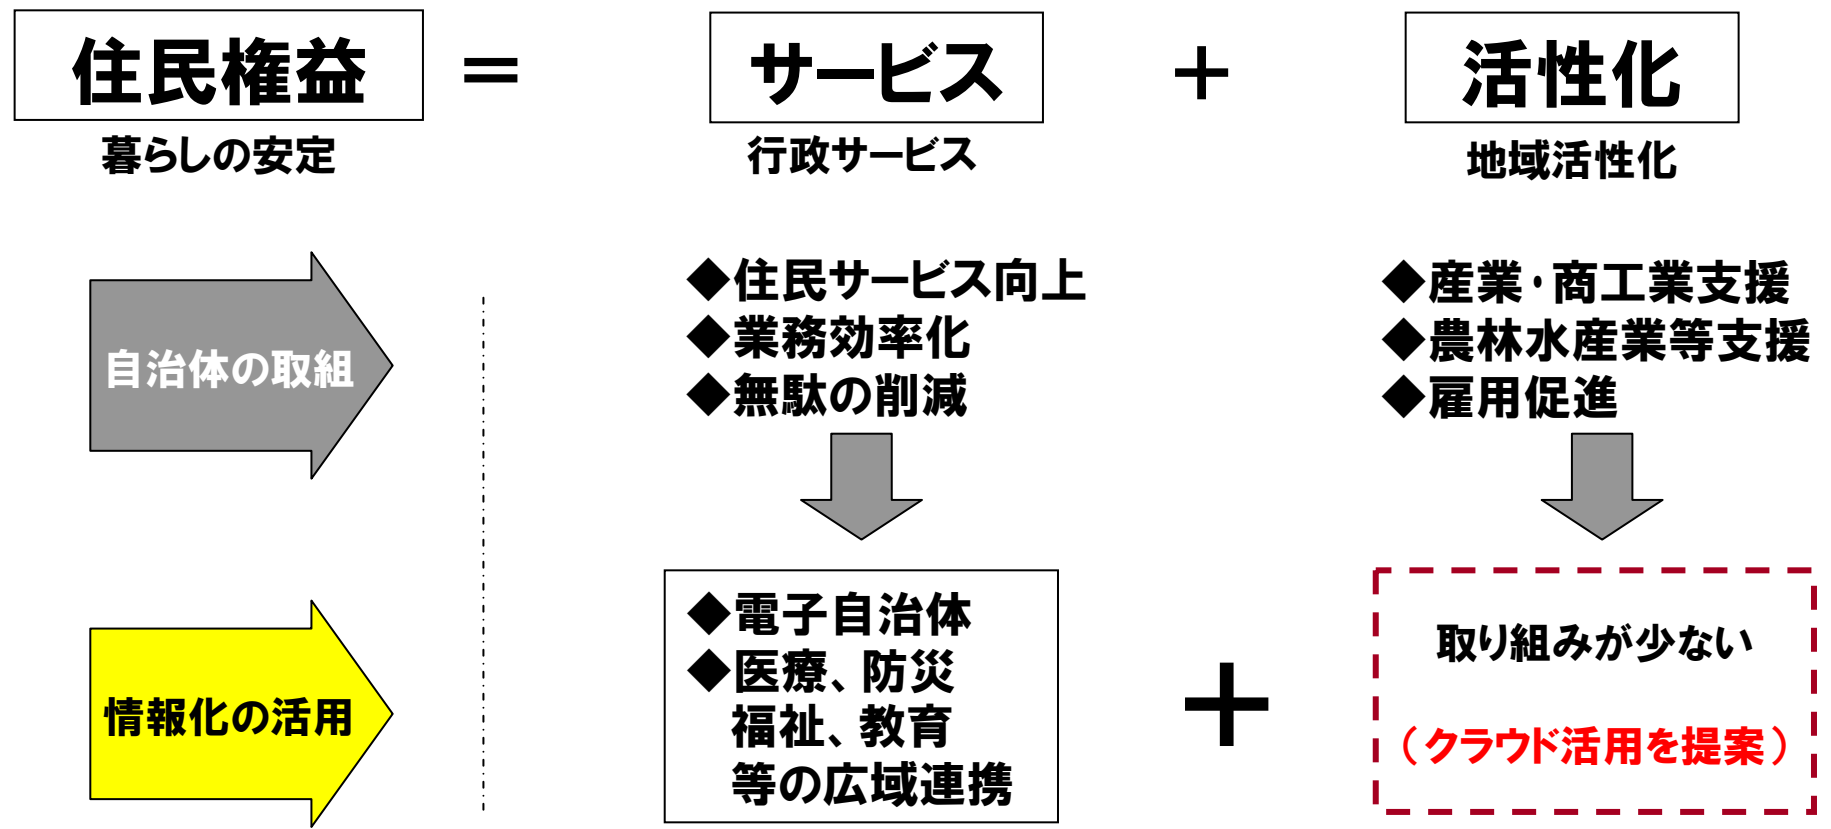 住民権益 = サービス + 活性化
暮らしの安定 行政サービス 地域活性化
自治体の取組
◆住民サービス向上
◆業務効率化
◆無駄の削減
◆産業・商工業支援
◆農林水産業等支援
◆雇用促進
情報化の活用
◆電子自治体
◆医療、防災
福祉、教育
等の広域連携
+
取り組みが少ない
(クラウド活用を提案)